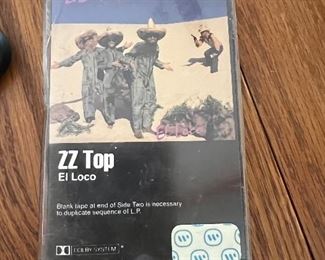 ZZ Top
El Loco
Blank tape at end of Side Two is necessary
to duplicate sequence of L.P.
DOLBY SYSTEM